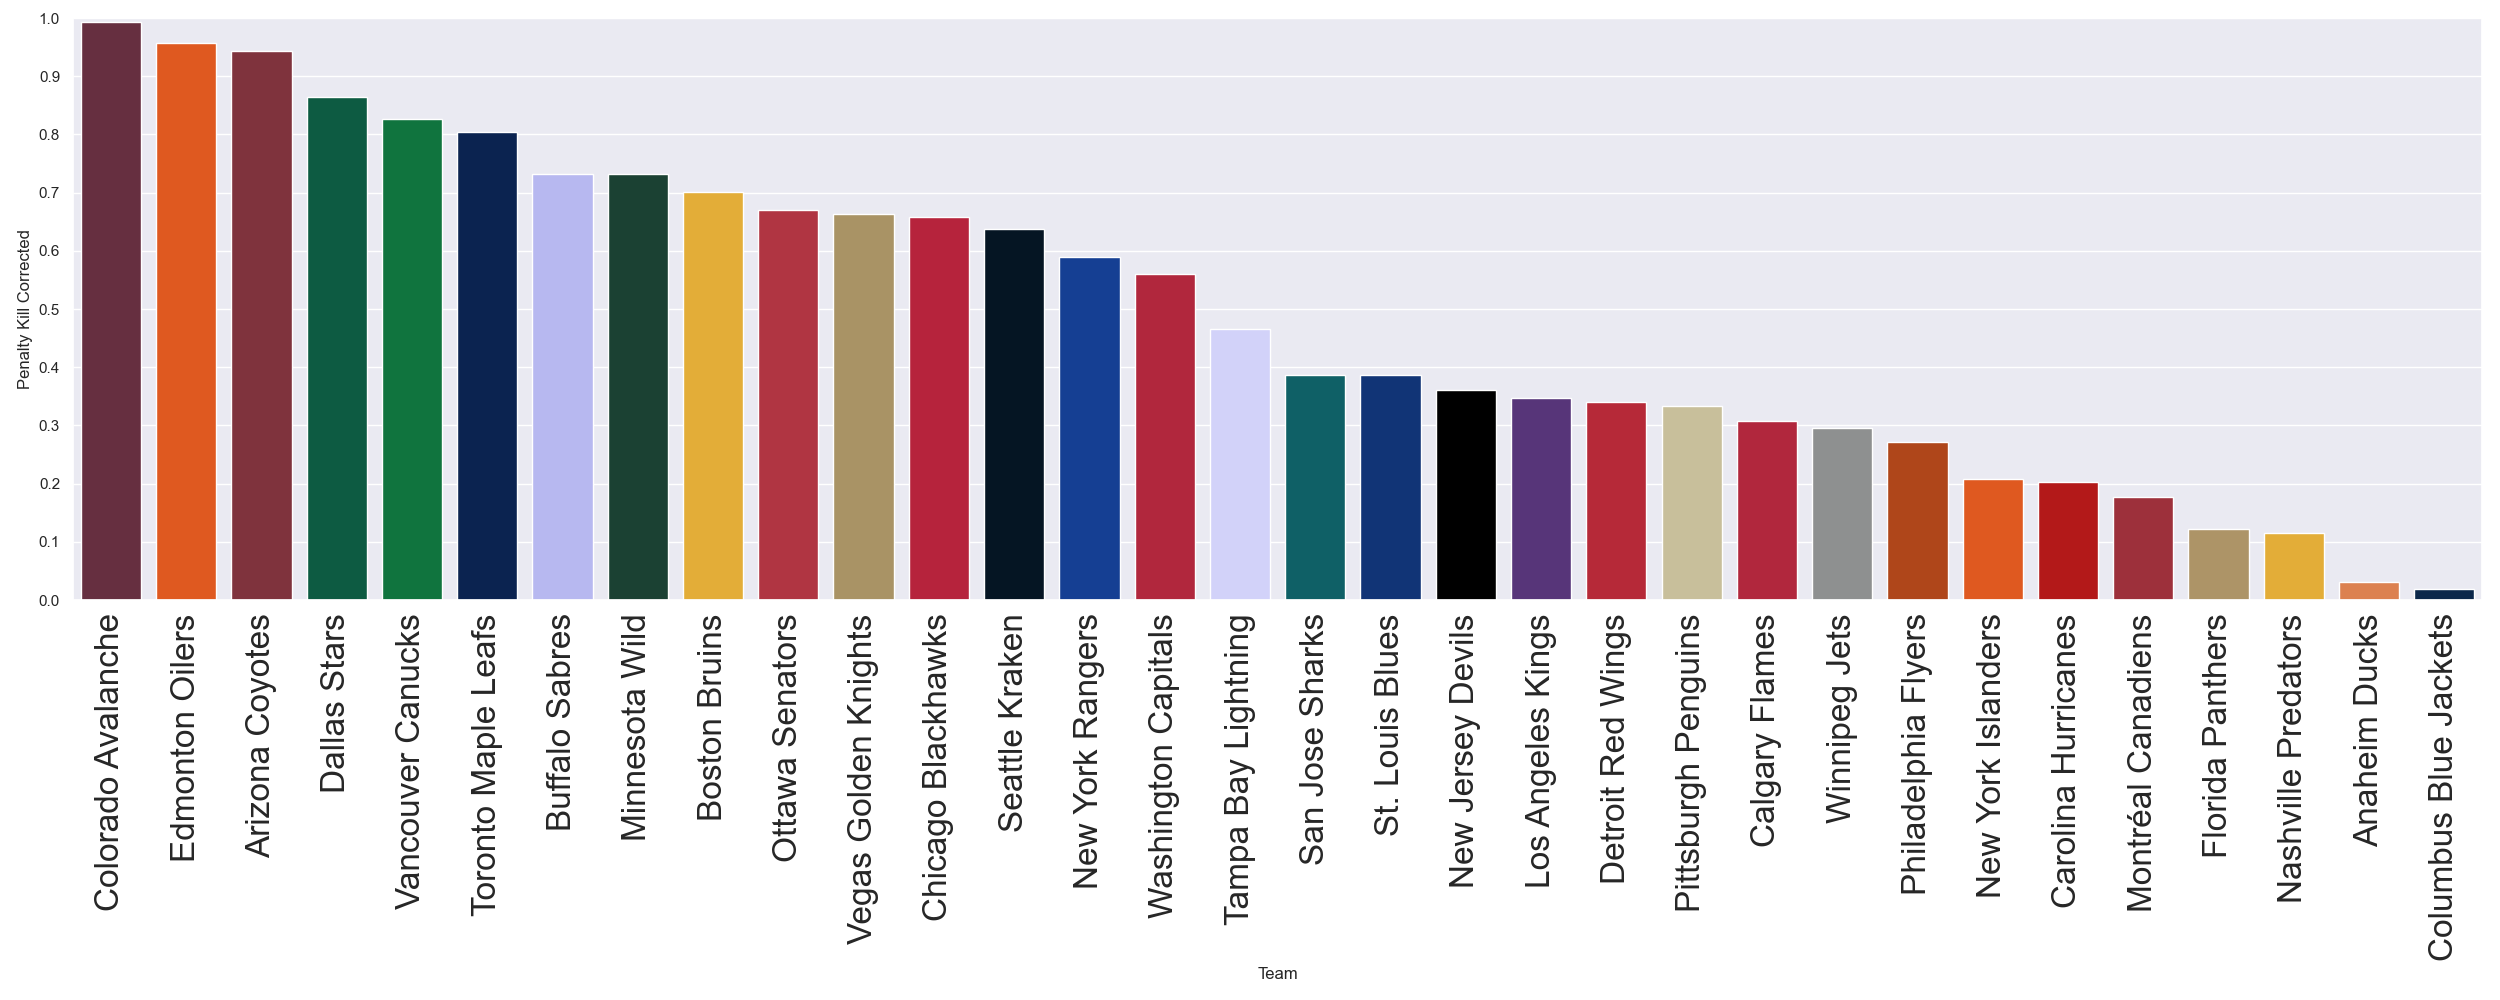 1.0
0.9
0.8
0.7
0.6
0.5
0.4
0.3
0.2
0.1
0.0
Penalty Kill Corrected
Colorado Avalanche
Edmonton Oilers
Arizona Coyotes
Dallas Stars
Vancouver Canucks
Toronto Maple Leafs
Buffalo Sabres
Minnesota Wild
Boston Bruins
Ottawa Senators
Vegas Golden Knights
Chicago Blackhawks
Seattle Kraken
New York Rangers
Washington Capitals
Tampa Bay Lightning
San Jose Sharks
St. Louis Blues
New Jersey Devils
Los Angeles Kings
Detroit Red Wings
Pittsburgh Penguins
Calgary Flames
Winnipeg Jets
Philadelphia Flyers
New York Islanders
Carolina Hurricanes
Montréal Canadiens
Florida Panthers
Nashville Predators
Anaheim Ducks
Columbus Blue Jackets
Team